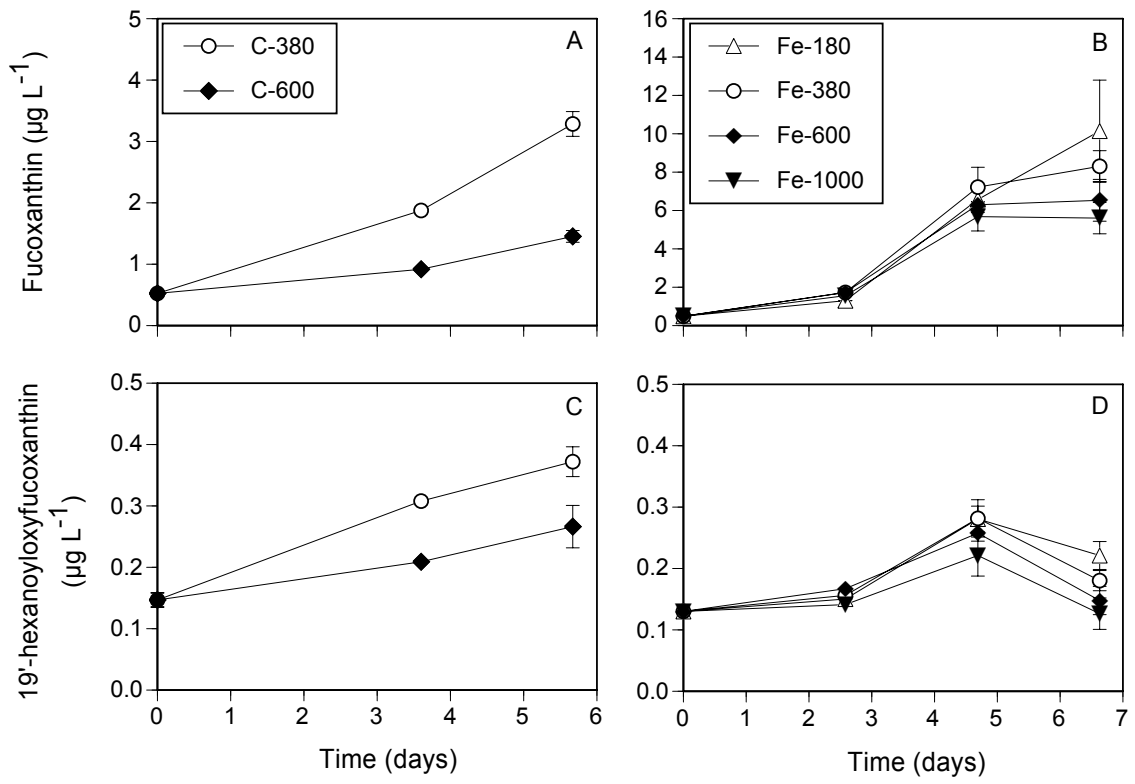 Fucoxanthin (µg L⁻¹)
5
4
3
2
1
0
C-380
C-600
A
16
14
12
10
8
6
4
2
0
Fe-180
Fe-380
Fe-600
Fe-1000
B
19'-hexanoyloxyfucoxanthin
(µg L⁻¹)
0.5
0.4
0.3
0.2
0.1
0.0
C
0 1 2 3 4 5 6
Time (days)
0.5
0.4
0.3
0.2
0.1
0.0
D
0 1 2 3 4 5 6 7
Time (days)